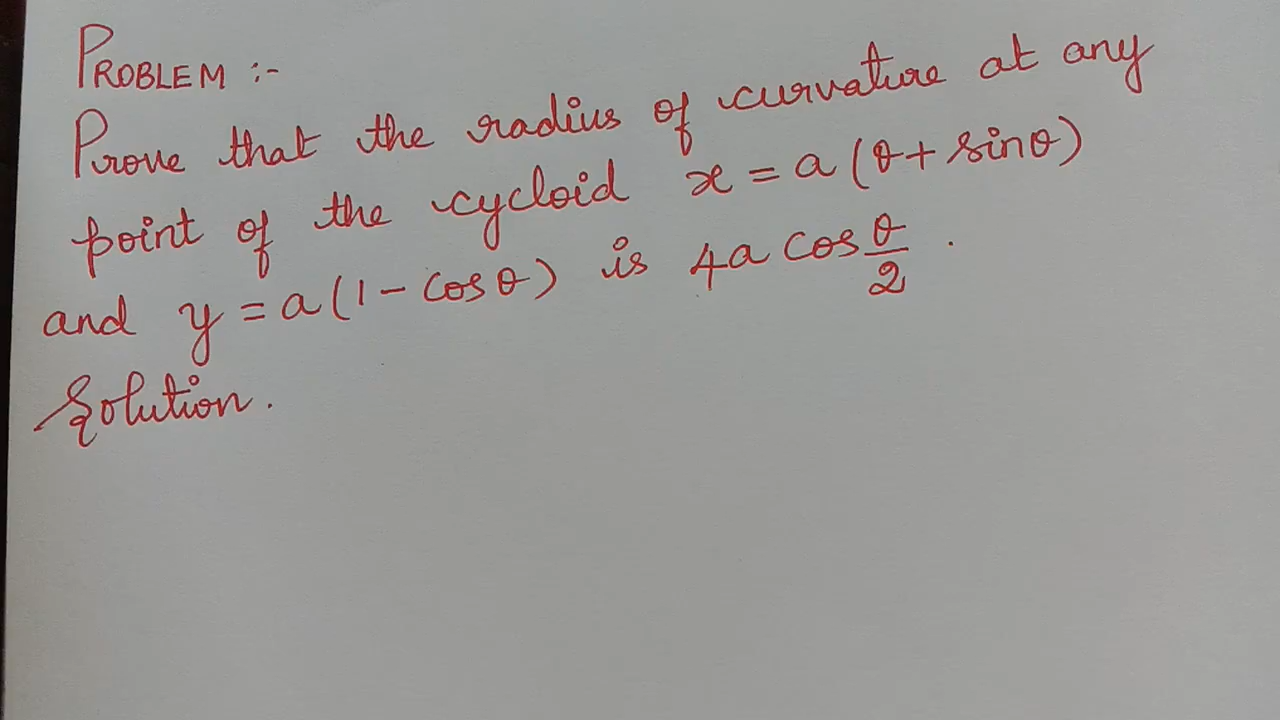 PROBLEM :-
Prove that the radius of curvature at any
point of the cycloid x = a (θ + sinθ)
and y = a (1 - cosθ) is 4a cos θ/2 .
Solution.